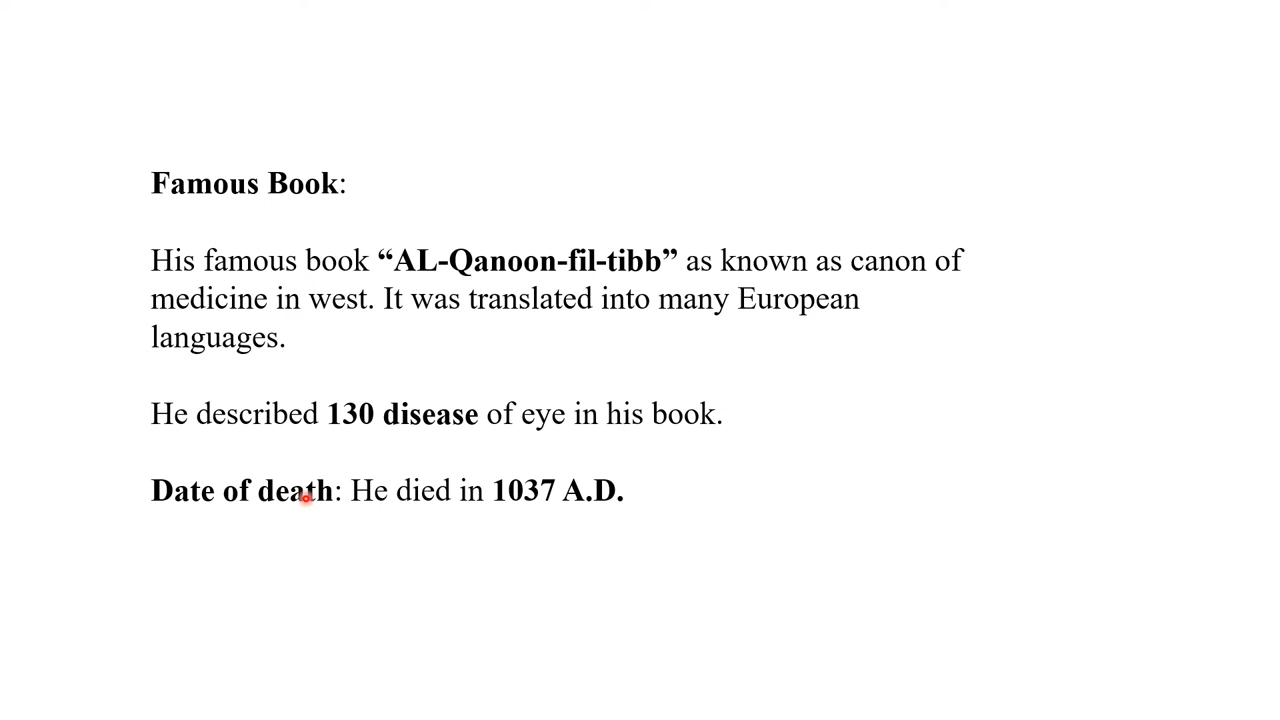 Famous Book:
His famous book “AL-Qanoon-fil-tibb” as known as canon of
medicine in west. It was translated into many European
languages.
He described 130 disease of eye in his book.
Date of death: He died in 1037 A.D.